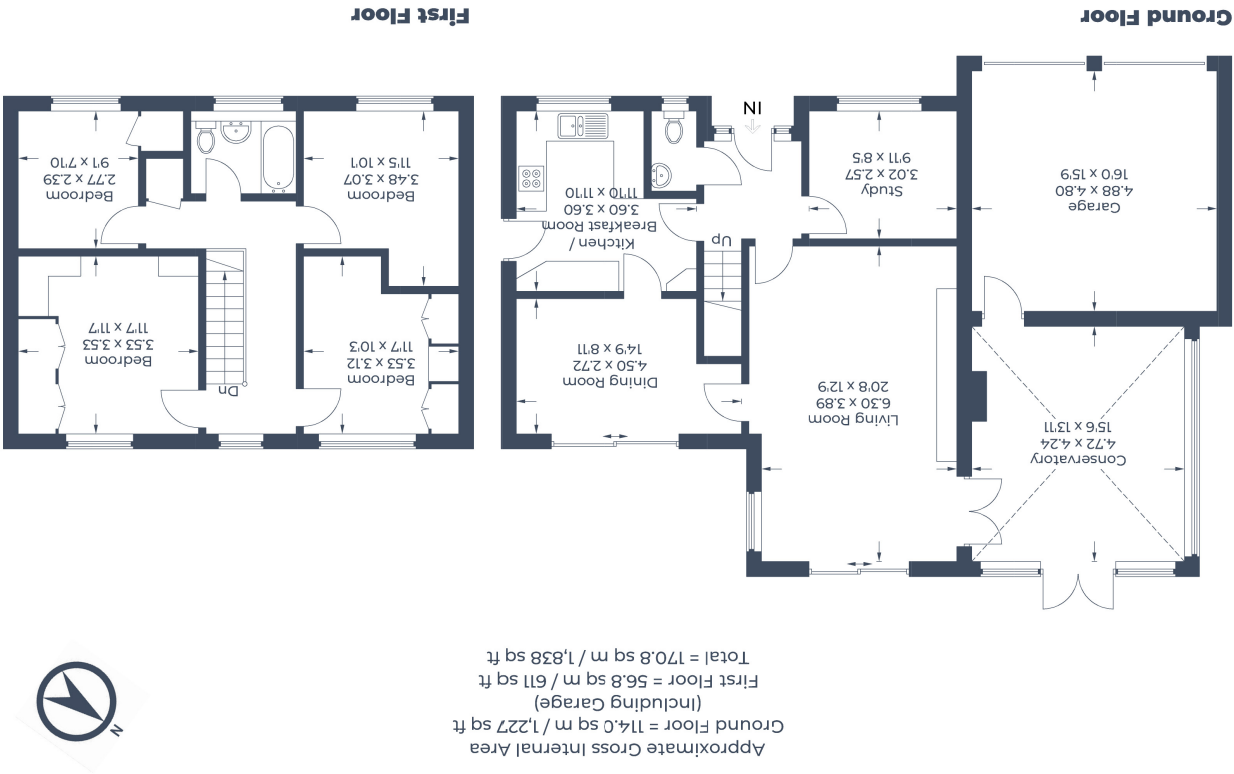 Approximate Gross Internal Area
Ground Floor = 114.0 sq m / 1,227 sq ft
(Including Garage)
First Floor = 56.8 sq m / 611 sq ft
Total = 170.8 sq m / 1,838 sq ft
N
Conservatory
4.72 x 4.24
15'6 x 13'11
Living Room
6.30 x 3.89
20'8 x 12'9
Dining Room
4.50 x 2.72
14'9 x 8'11
Garage
4.88 x 4.80
16'0 x 15'9
Study
3.02 x 2.57
9'11 x 8'5
Up
Kitchen /
Breakfast Room
3.60 x 3.60
11'10 x 11'10
IN
Ground Floor
Bedroom
3.53 x 3.12
11'7 x 10'3
Dn
Bedroom
3.53 x 3.53
11'7 x 11'7
Bedroom
3.48 x 3.07
11'5 x 10'1
Bedroom
2.77 x 2.39
9'1 x 7'10
First Floor